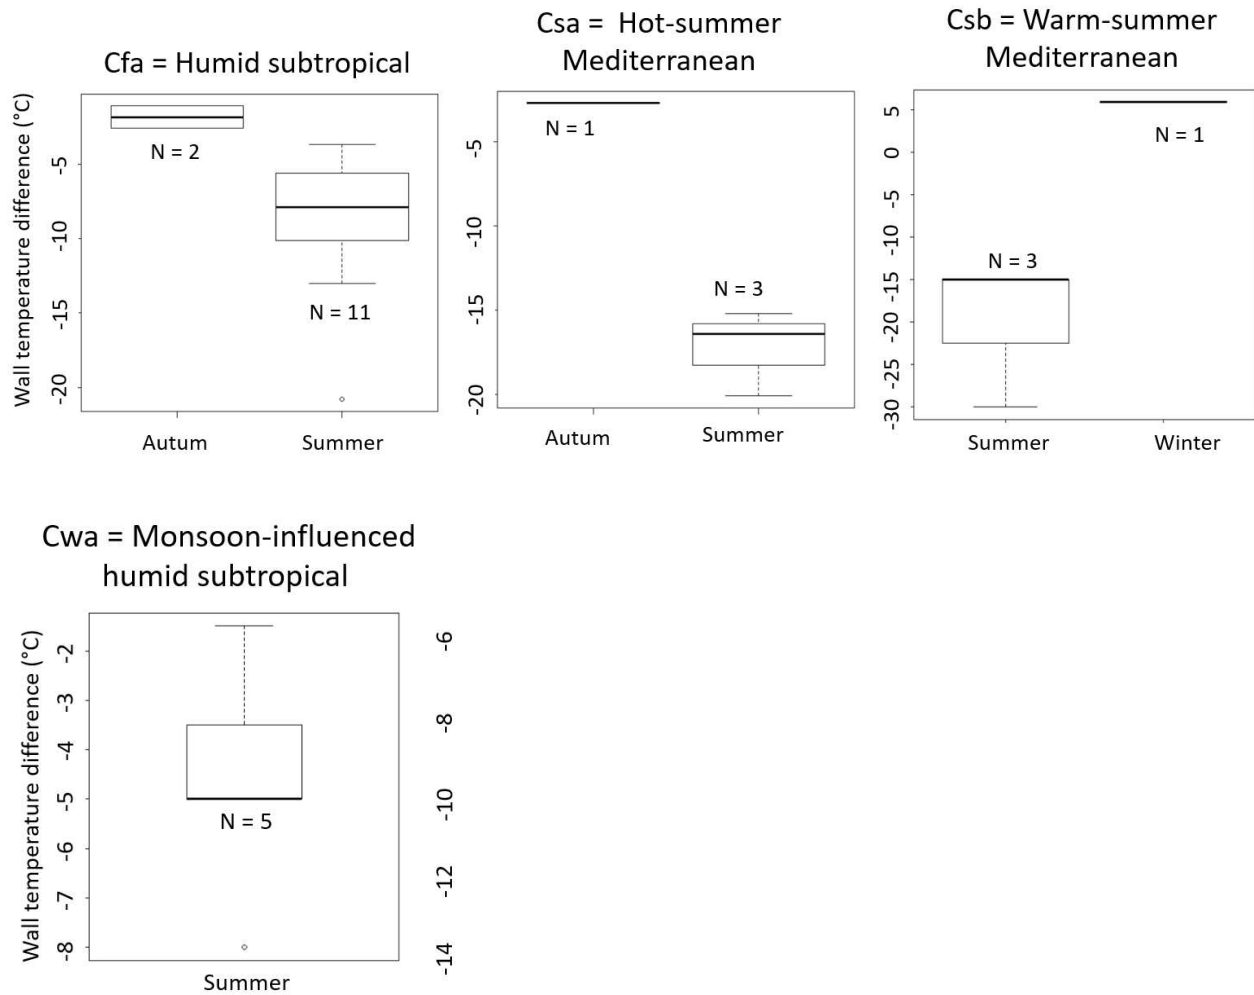 Cfa = Humid subtropical
Wall temperature difference (°C)
-5
-10
-15
-20
N = 2
N = 11
Autum
Summer
Csa = Hot-summer
Mediterranean
-5
-10
-15
-20
N = 1
N = 3
Autum
Summer
Csb = Warm-summer
Mediterranean
5
0
-5
-10
-15
-20
-25
-30
N = 3
N = 1
Summer
Winter
Cwa = Monsoon-influenced
humid subtropical
Wall temperature difference (°C)
-2
-3
-4
-5
-6
-7
-8
N = 5
Summer
-6
-8
-10
-12
-14